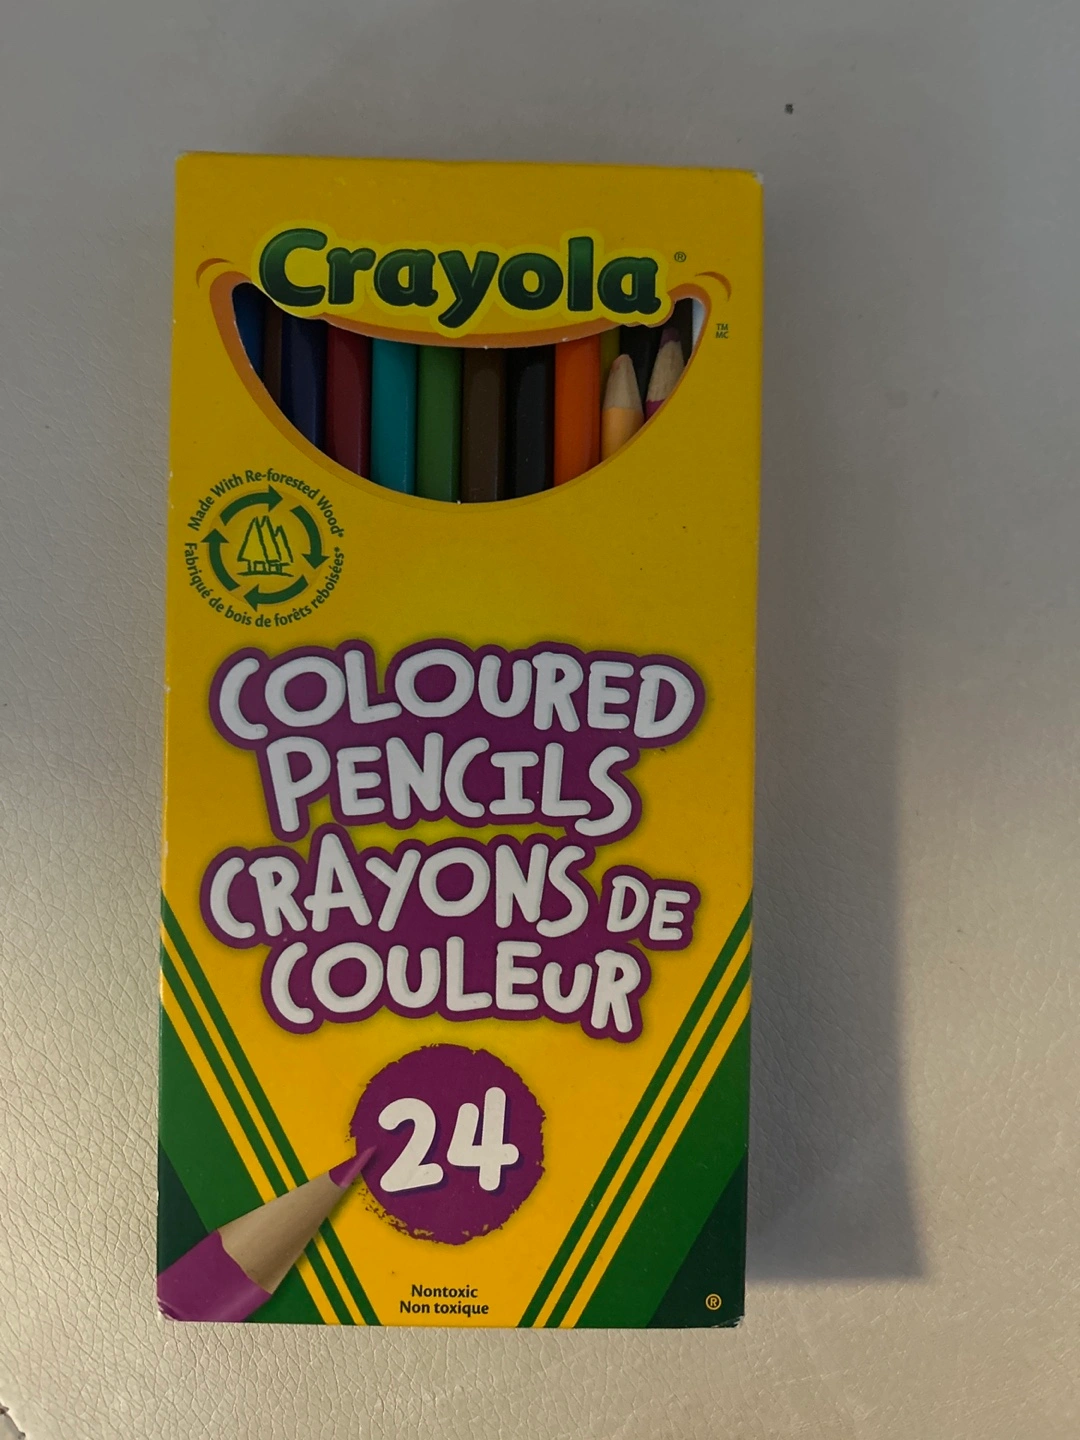 Crayola®
TM
MC
Made With Re-forested Wood*
Fabriqué de bois de forêts reboisées*
COLOURED
PENCILS
CRAYONS DE
COULEUR
24
Nontoxic
Non toxique
®